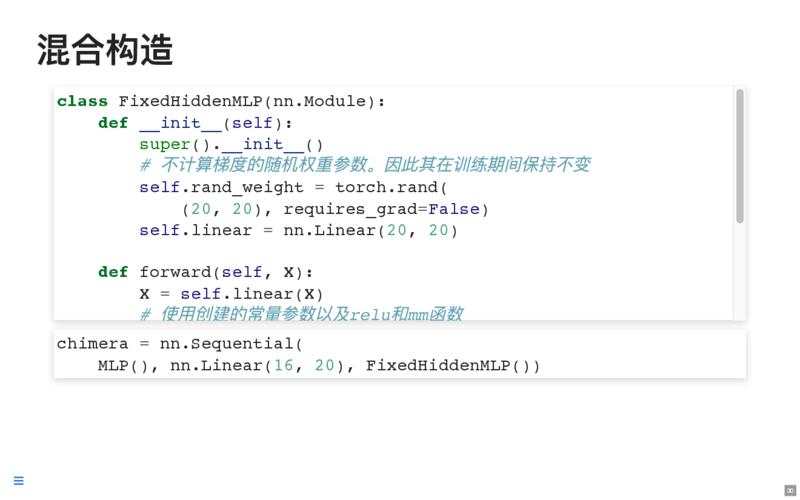 混合构造
class FixedHiddenMLP(nn.Module):
    def __init__(self):
        super().__init__()
        # 不计算梯度的随机权重参数。因此其在训练期间保持不变
        self.rand_weight = torch.rand(
            (20, 20), requires_grad=False)
        self.linear = nn.Linear(20, 20)
    def forward(self, X):
        X = self.linear(X)
        # 使用创建的常量参数以及relu和mm函数
chimera = nn.Sequential(
    MLP(), nn.Linear(16, 20), FixedHiddenMLP())
30